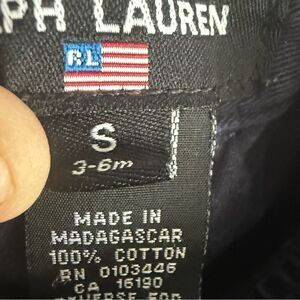 PH LAUREN
RL
S
3-6m
MADE IN
MADAGASCAR
100% COTTON
RN 0103446
CA 16190